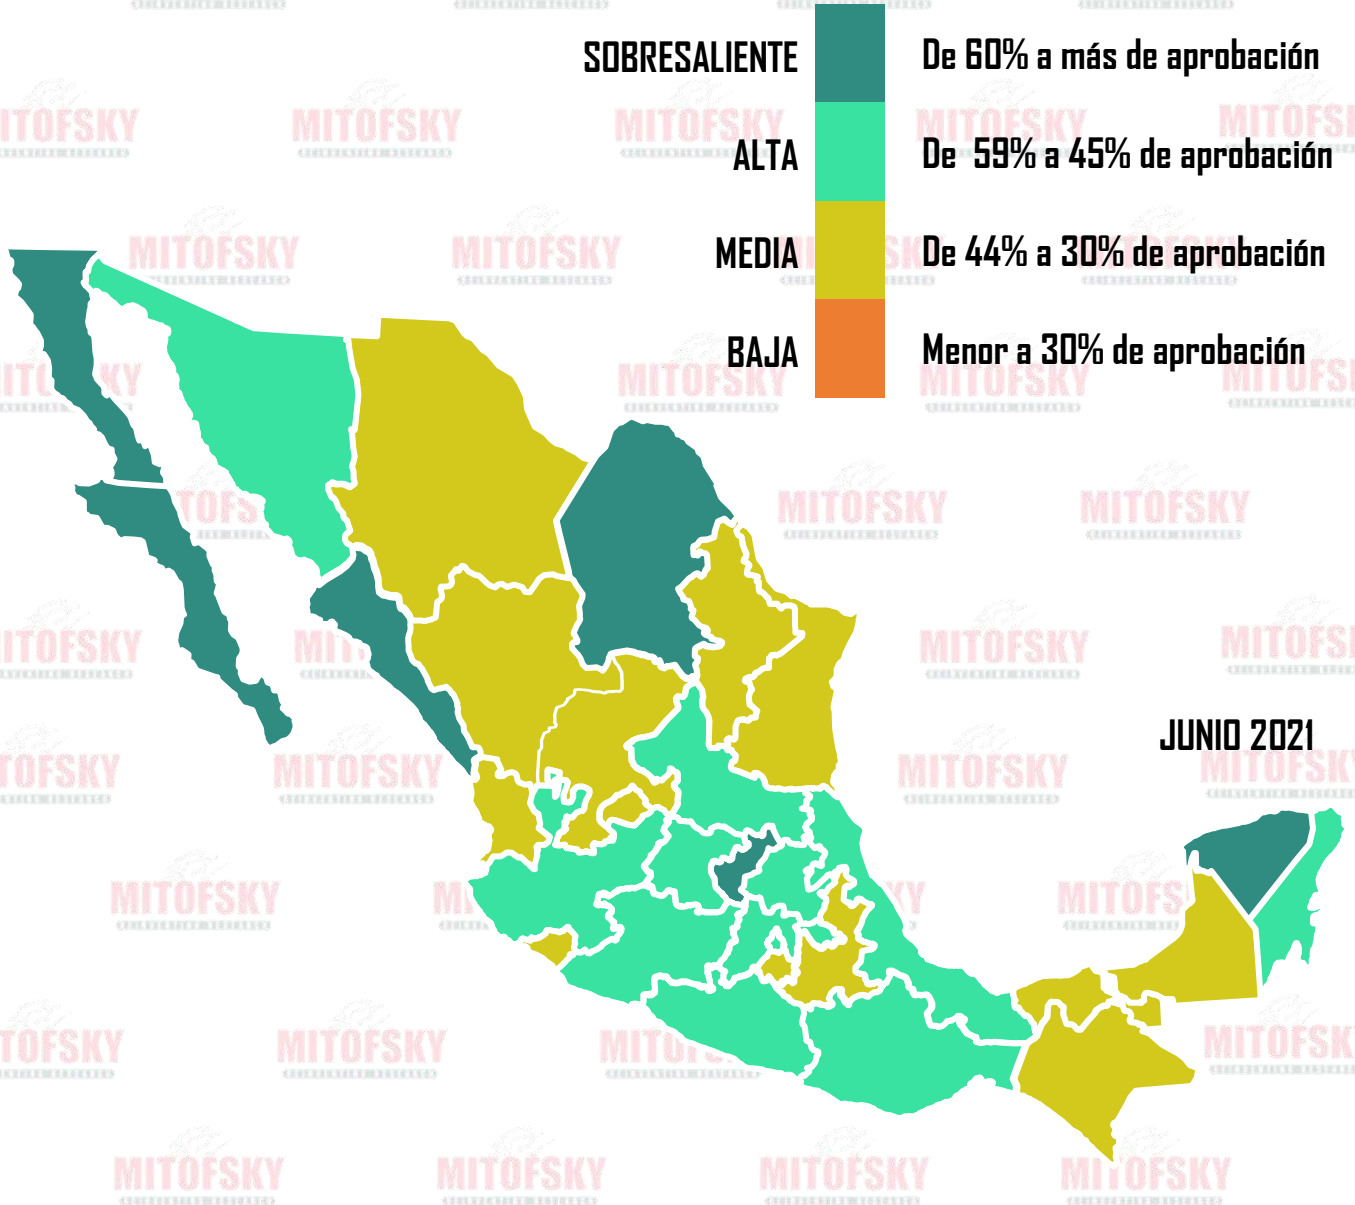 SOBRESALIENTE De 60% a más de aprobación
ALTA De 59% a 45% de aprobación
MEDIA De 44% a 30% de aprobación
BAJA Menor a 30% de aprobación
JUNIO 2021
MITOFSKY